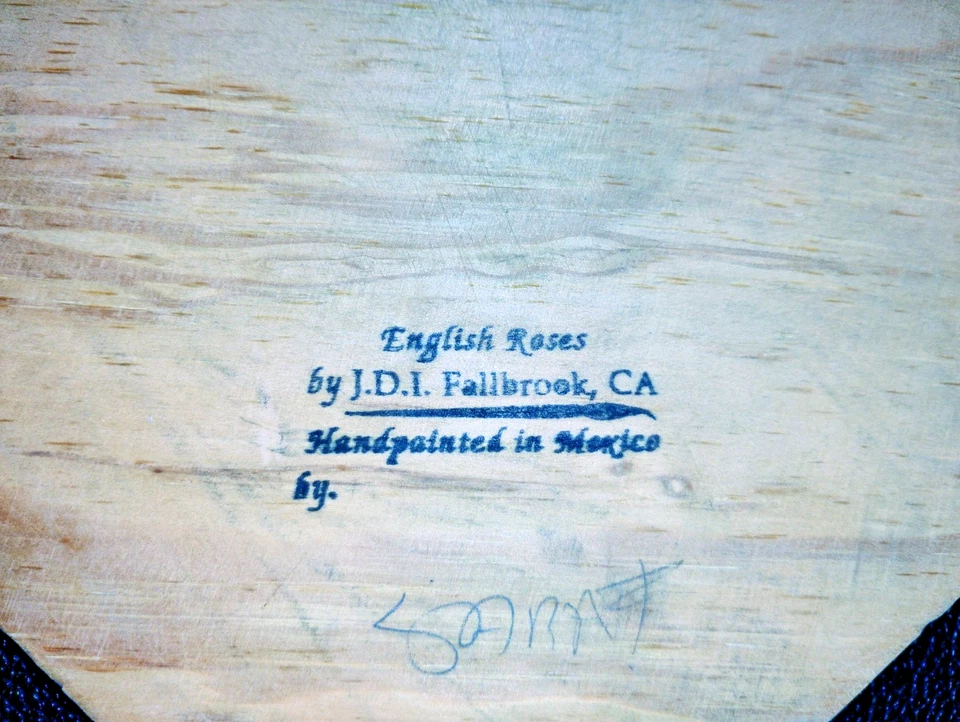 English Roses
by J.D.I. Fallbrook, CA
Handpainted in Mexico
by.